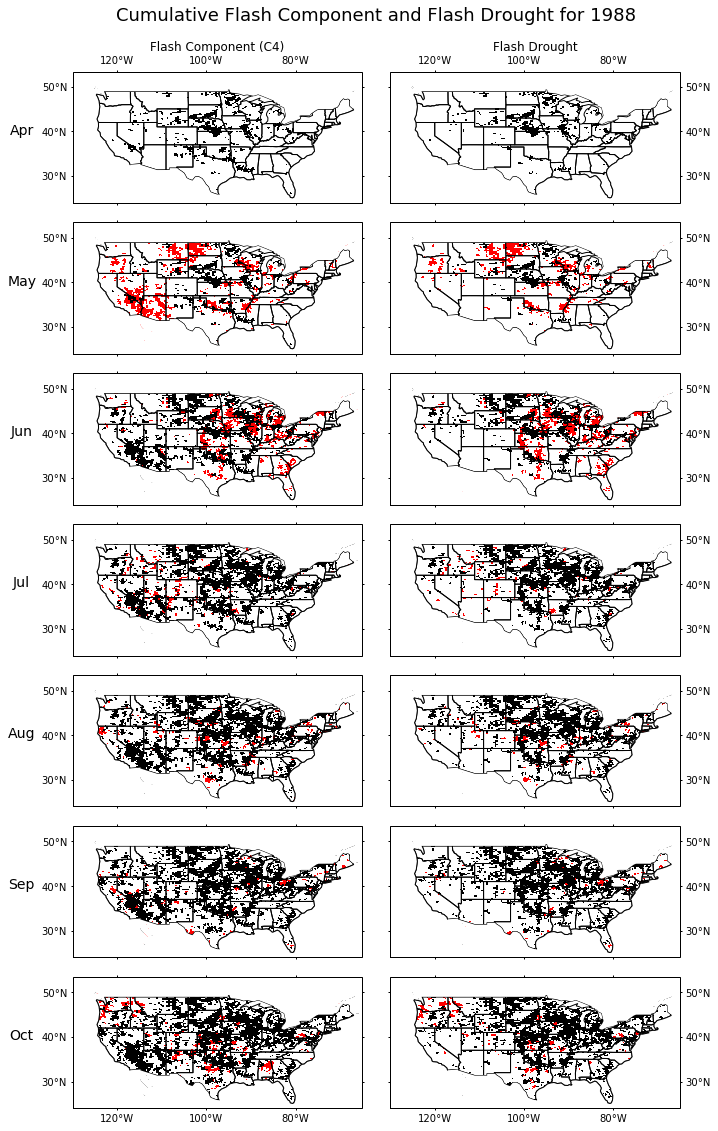 Cumulative Flash Component and Flash Drought for 1988
Flash Component (C4) Flash Drought
120°W 100°W 80°W 120°W 100°W 80°W
50°N 50°N
Apr 40°N 40°N
30°N 30°N
50°N 50°N
May 40°N 40°N
30°N 30°N
50°N 50°N
Jun 40°N 40°N
30°N 30°N
50°N 50°N
Jul 40°N 40°N
30°N 30°N
50°N 50°N
Aug 40°N 40°N
30°N 30°N
50°N 50°N
Sep 40°N 40°N
30°N 30°N
50°N 50°N
Oct 40°N 40°N
30°N 30°N
120°W 100°W 80°W 120°W 100°W 80°W